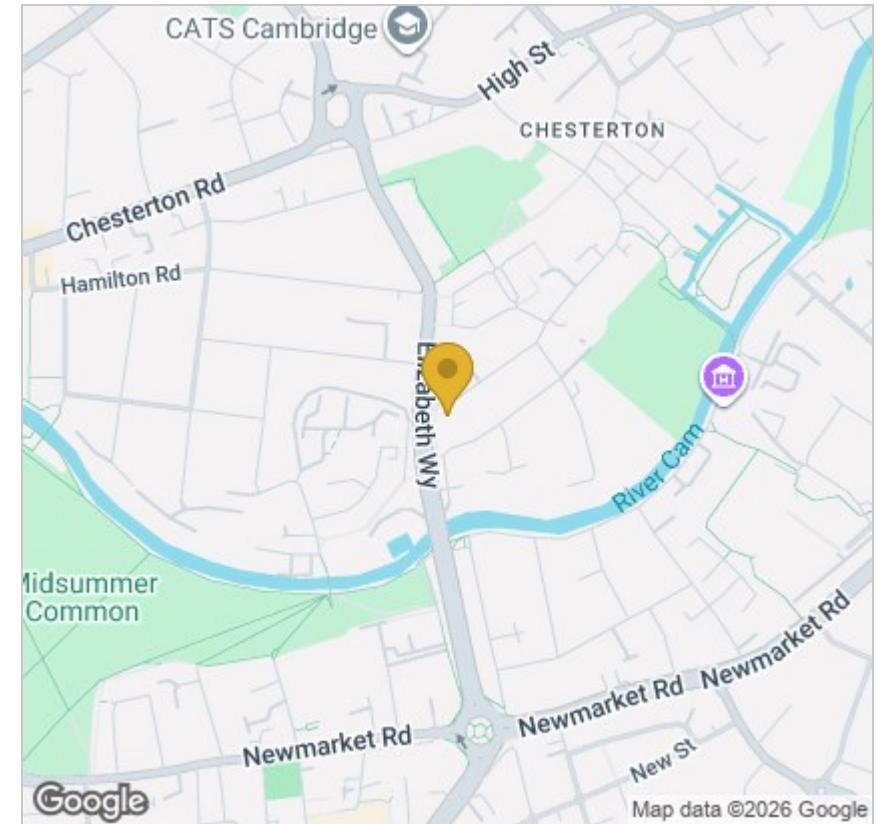 CATS Cambridge
High St
CHESTERTON
Chesterton Rd
Hamilton Rd
Elizabeth Wy
River Cam
Midsummer
Common
Newmarket Rd
Newmarket Rd
Newmarket Rd
New St
Google
Map data ©2026 Google